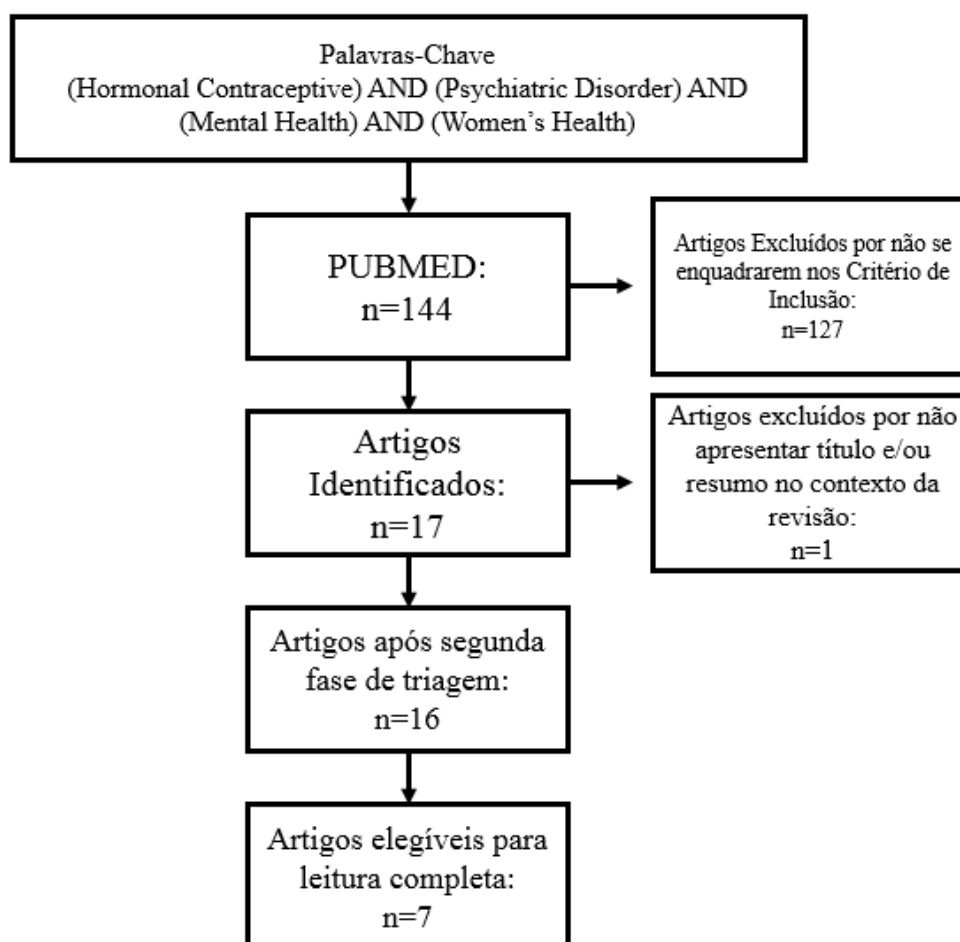 Palavras-Chave
(Hormonal Contraceptive) AND (Psychiatric Disorder) AND
(Mental Health) AND (Women’s Health)
PUBMED:
n=144
Artigos Excluídos por não se
enquadrarem nos Critério de
Inclusão:
n=127
Artigos
Identificados:
n=17
Artigos excluídos por não
apresentar título e/ou
resumo no contexto da
revisão:
n=1
Artigos após segunda
fase de triagem:
n=16
Artigos elegíveis para
leitura completa:
n=7